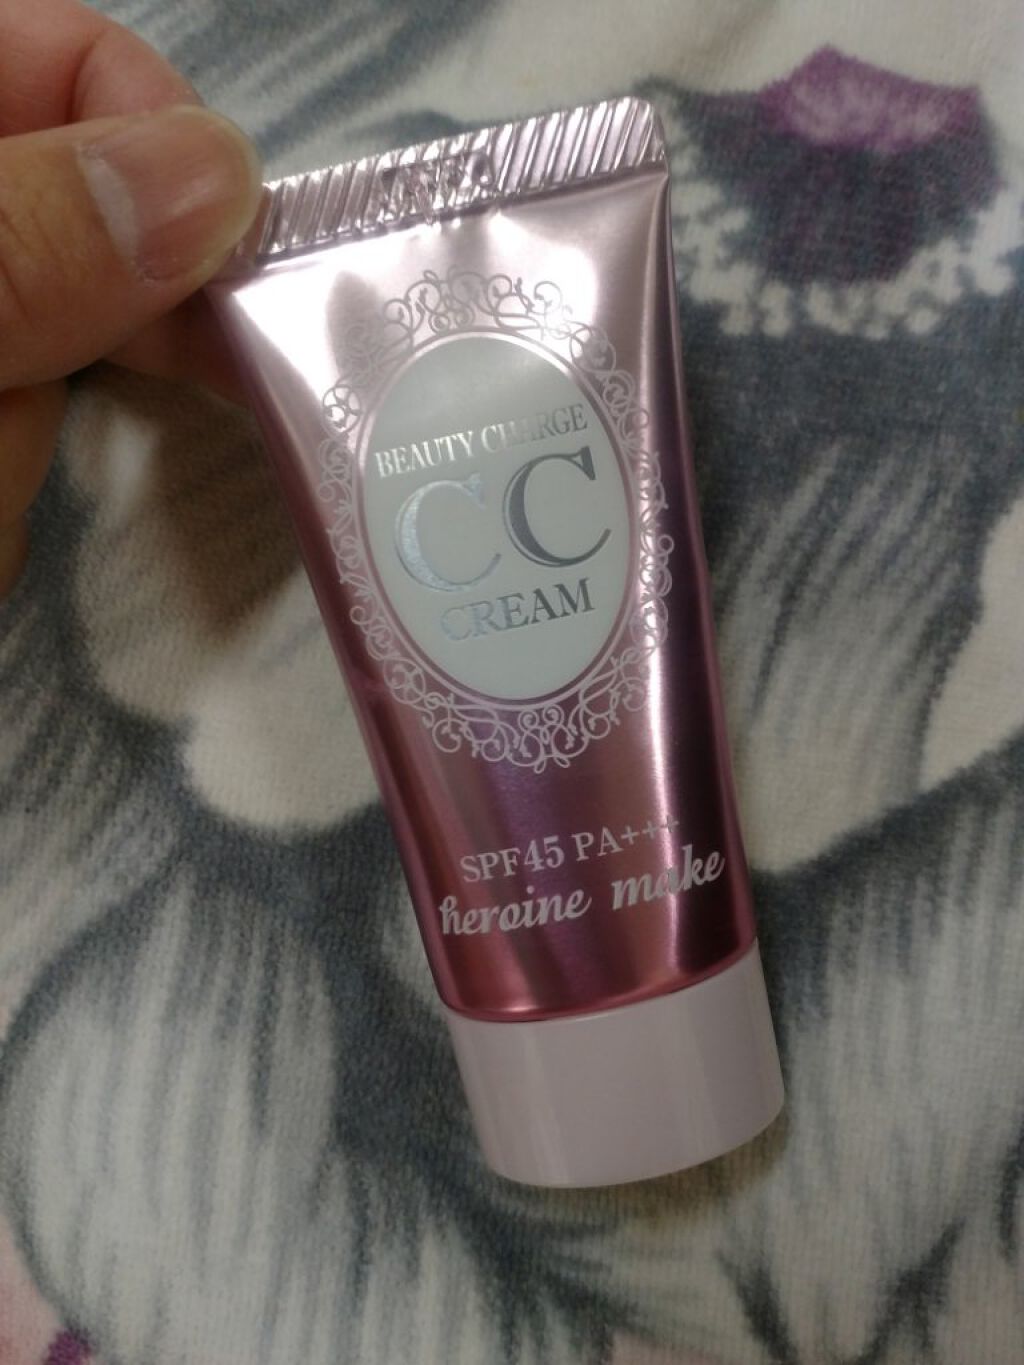 BEAUTY CHARGE
CC
CREAM
SPF45 PA+++
heroine make